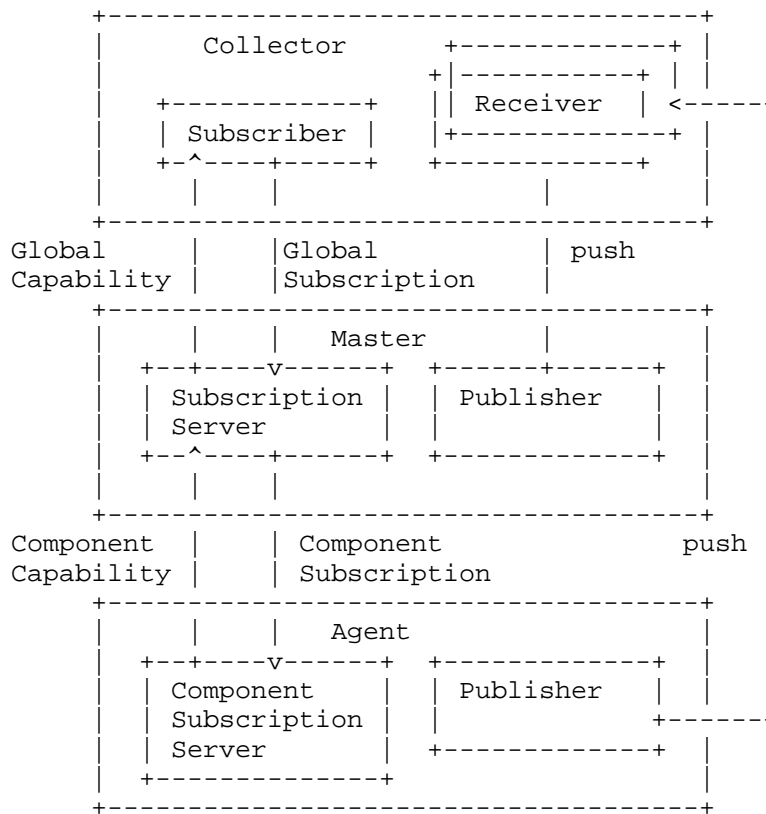 Collector
Receiver
Subscriber
Global Global push
Capability Subscription
Master
Subscription Publisher
Server
Component Component push
Capability Subscription
Agent
Component Publisher
Subscription
Server